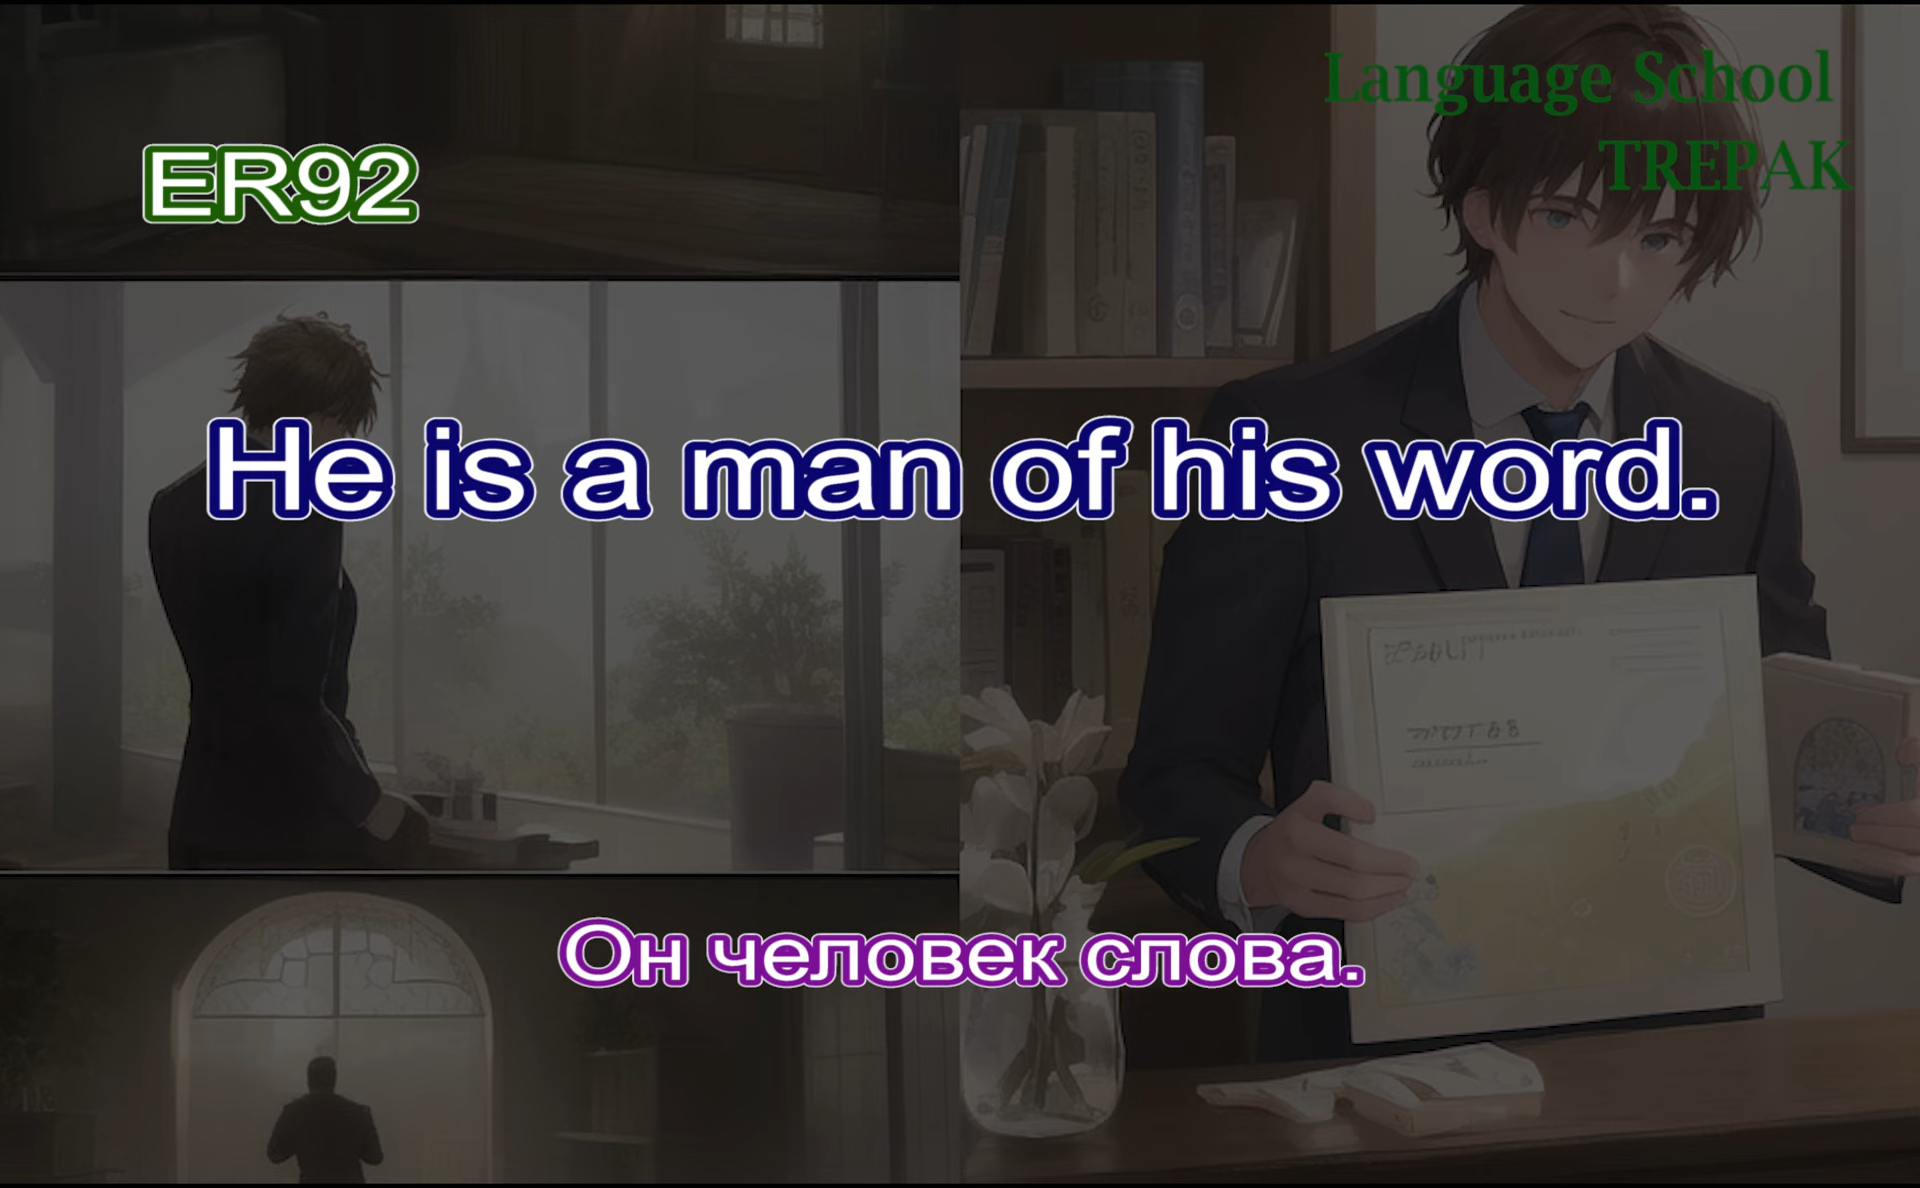 Language School
TREPAK
ER92
He is a man of his word.
Он человек слова.